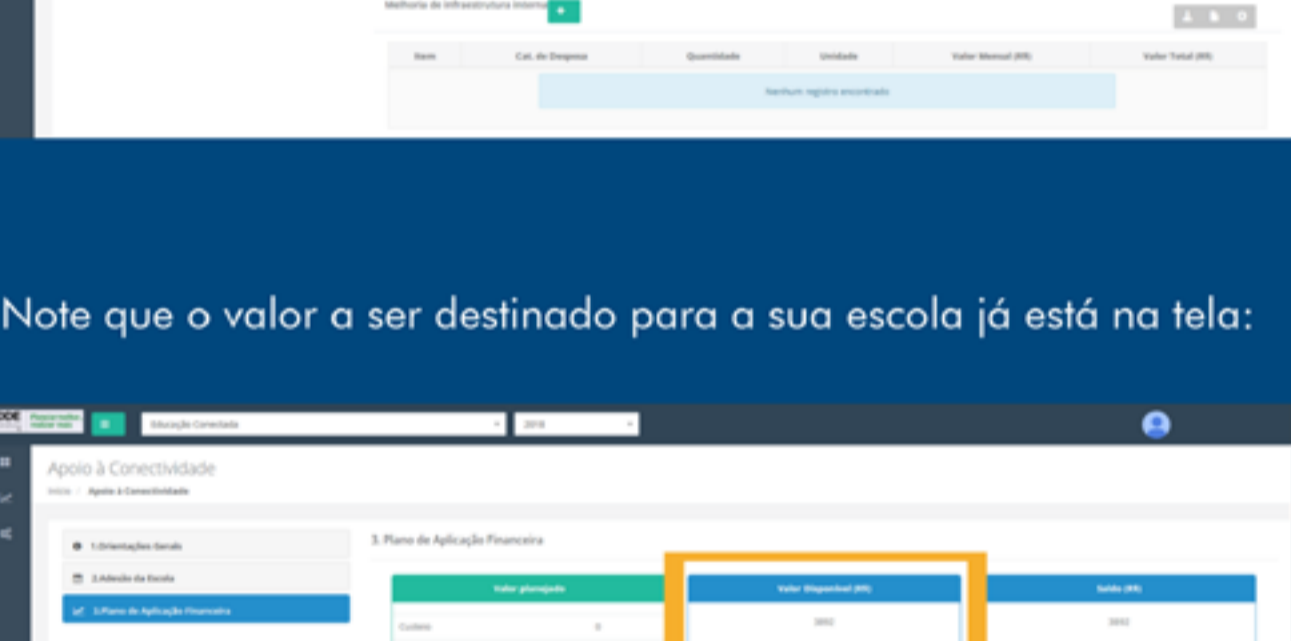 Melhoria de Infraestrutura Interna
Item Cat. de Despesa Quantidade Unidade Valor Mensal (R$) Valor Total (R$)
Nenhum registro encontrado
Note que o valor a ser destinado para a sua escola já está na tela:
Educação Conectada 2018
Apoio à Conectividade
Início / Apoio à Conectividade
1.Orientações Gerais
2.Adesão da Escola
3.Plano de Aplicação Financeira
3. Plano de Aplicação Financeira
Valor planejado Valor Disponível (R$) Saldo (R$)
Custeio 0 3892 3892